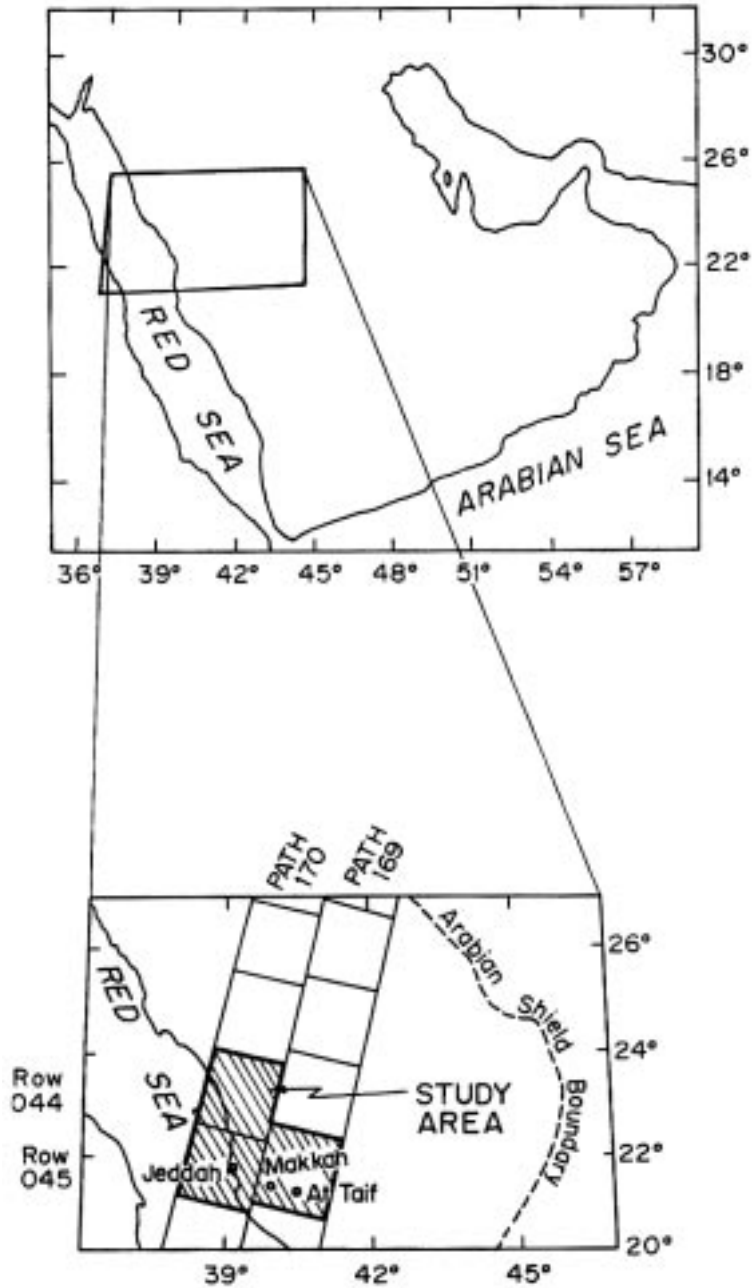 30°
26°
22°
18°
14°
RED
SEA
ARABIAN SEA
36° 39° 42° 45° 48° 51° 54° 57°
PATH
170
PATH
169
Arabian
Shield
Boundary
RED
SEA
26°
24°
22°
20°
Row
044
Row
045
STUDY
AREA
Jeddah
Makkah
At Taif
39° 42° 45°